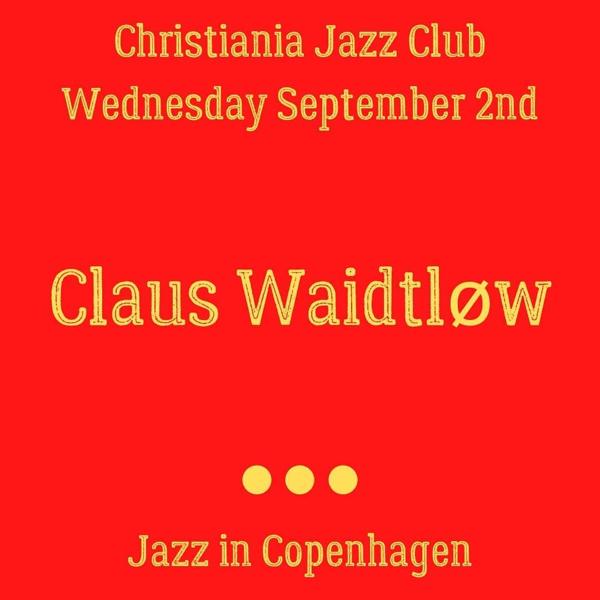 Christiania Jazz Club
Wednesday September 2nd
Claus Waidtløw
Jazz in Copenhagen